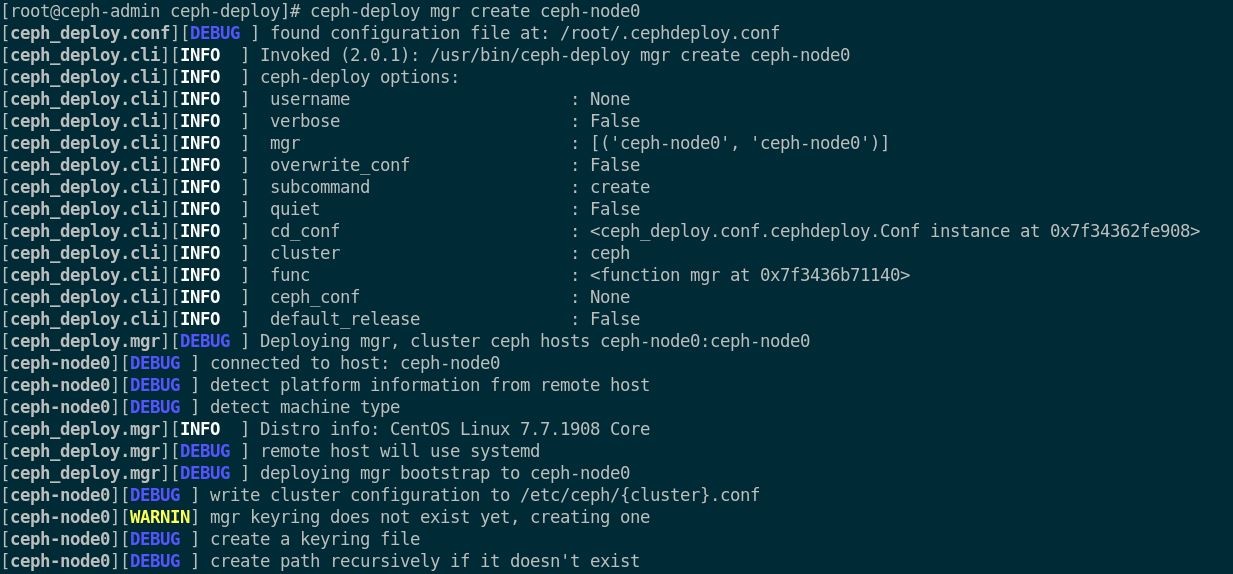 [root@ceph-admin ceph-deploy]# ceph-deploy mgr create ceph-node0
[ceph_deploy.conf][DEBUG ] found configuration file at: /root/.cephdeploy.conf
[ceph_deploy.cli][INFO  ] Invoked (2.0.1): /usr/bin/ceph-deploy mgr create ceph-node0
[ceph_deploy.cli][INFO  ] ceph-deploy options:
[ceph_deploy.cli][INFO  ]  username                      : None
[ceph_deploy.cli][INFO  ]  verbose                       : False
[ceph_deploy.cli][INFO  ]  mgr                           : [('ceph-node0', 'ceph-node0')]
[ceph_deploy.cli][INFO  ]  overwrite_conf                : False
[ceph_deploy.cli][INFO  ]  subcommand                    : create
[ceph_deploy.cli][INFO  ]  quiet                         : False
[ceph_deploy.cli][INFO  ]  cd_conf                       : <ceph_deploy.conf.cephdeploy.Conf instance at 0x7f34362fe908>
[ceph_deploy.cli][INFO  ]  cluster                       : ceph
[ceph_deploy.cli][INFO  ]  func                          : <function mgr at 0x7f3436b71140>
[ceph_deploy.cli][INFO  ]  ceph_conf                     : None
[ceph_deploy.cli][INFO  ]  default_release               : False
[ceph_deploy.mgr][DEBUG ] Deploying mgr, cluster ceph hosts ceph-node0:ceph-node0
[ceph-node0][DEBUG ] connected to host: ceph-node0
[ceph-node0][DEBUG ] detect platform information from remote host
[ceph-node0][DEBUG ] detect machine type
[ceph_deploy.mgr][INFO  ] Distro info: CentOS Linux 7.7.1908 Core
[ceph_deploy.mgr][DEBUG ] remote host will use systemd
[ceph_deploy.mgr][DEBUG ] deploying mgr bootstrap to ceph-node0
[ceph-node0][DEBUG ] write cluster configuration to /etc/ceph/{cluster}.conf
[ceph-node0][WARNIN] mgr keyring does not exist yet, creating one
[ceph-node0][DEBUG ] create a keyring file
[ceph-node0][DEBUG ] create path recursively if it doesn't exist